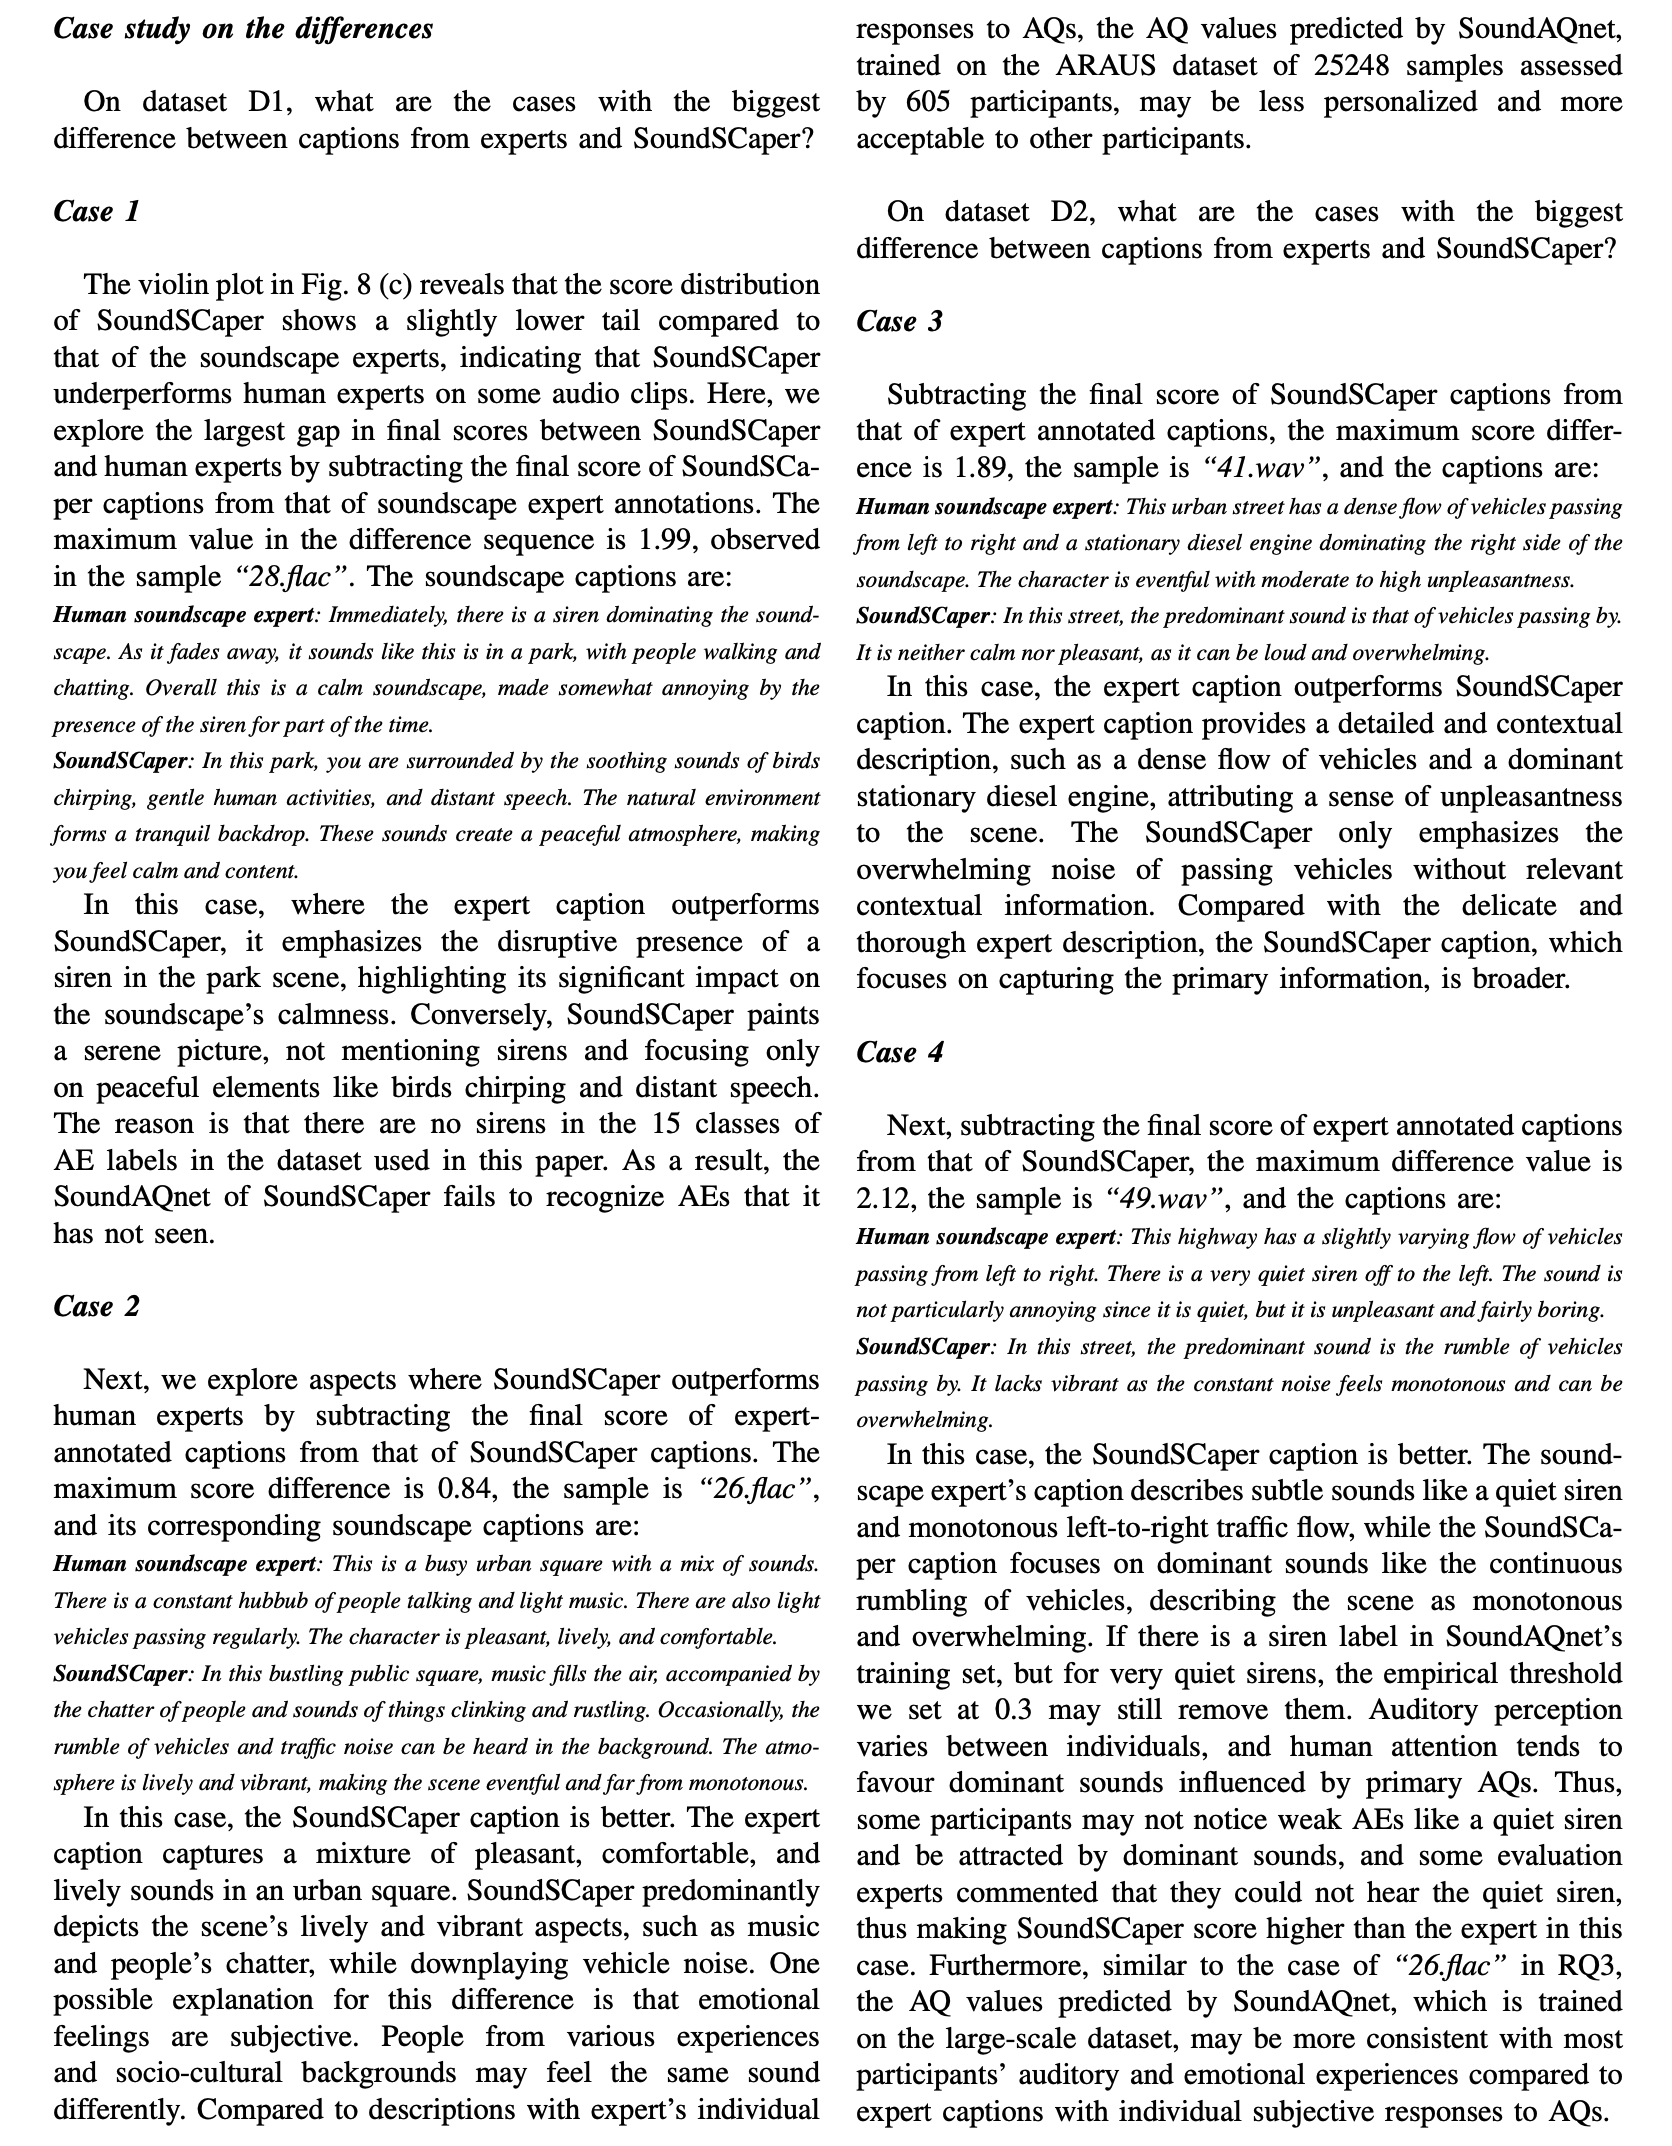 Case study on the differences
On dataset D1, what are the cases with the biggest
difference between captions from experts and SoundSCaper?
Case 1
The violin plot in Fig. 8 (c) reveals that the score distribution
of SoundSCaper shows a slightly lower tail compared to
that of the soundscape experts, indicating that SoundSCaper
underperforms human experts on some audio clips. Here, we
explore the largest gap in final scores between SoundSCaper
and human experts by subtracting the final score of SoundSCa-
per captions from that of soundscape expert annotations. The
maximum value in the difference sequence is 1.99, observed
in the sample “28.flac”. The soundscape captions are:
Human soundscape expert: Immediately, there is a siren dominating the sound-
scape. As it fades away, it sounds like this is in a park, with people walking and
chatting. Overall this is a calm soundscape, made somewhat annoying by the
presence of the siren for part of the time.
SoundSCaper: In this park, you are surrounded by the soothing sounds of birds
chirping, gentle human activities, and distant speech. The natural environment
forms a tranquil backdrop. These sounds create a peaceful atmosphere, making
you feel calm and content.
In this case, where the expert caption outperforms
SoundSCaper, it emphasizes the disruptive presence of a
siren in the park scene, highlighting its significant impact on
the soundscape’s calmness. Conversely, SoundSCaper paints
a serene picture, not mentioning sirens and focusing only
on peaceful elements like birds chirping and distant speech.
The reason is that there are no sirens in the 15 classes of
AE labels in the dataset used in this paper. As a result, the
SoundAQnet of SoundSCaper fails to recognize AEs that it
has not seen.
Case 2
Next, we explore aspects where SoundSCaper outperforms
human experts by subtracting the final score of expert-
annotated captions from that of SoundSCaper captions. The
maximum score difference is 0.84, the sample is “26.flac”,
and its corresponding soundscape captions are:
Human soundscape expert: This is a busy urban square with a mix of sounds.
There is a constant hubbub of people talking and light music. There are also light
vehicles passing regularly. The character is pleasant, lively, and comfortable.
SoundSCaper: In this bustling public square, music fills the air, accompanied by
the chatter of people and sounds of things clinking and rustling. Occasionally, the
rumble of vehicles and traffic noise can be heard in the background. The atmo-
sphere is lively and vibrant, making the scene eventful and far from monotonous.
In this case, the SoundSCaper caption is better. The expert
caption captures a mixture of pleasant, comfortable, and
lively sounds in an urban square. SoundSCaper predominantly
depicts the scene’s lively and vibrant aspects, such as music
and people’s chatter, while downplaying vehicle noise. One
possible explanation for this difference is that emotional
feelings are subjective. People from various experiences
and socio-cultural backgrounds may feel the same sound
differently. Compared to descriptions with expert’s individual
responses to AQs, the AQ values predicted by SoundAQnet,
trained on the ARAUS dataset of 25248 samples assessed
by 605 participants, may be less personalized and more
acceptable to other participants.
On dataset D2, what are the cases with the biggest
difference between captions from experts and SoundSCaper?
Case 3
Subtracting the final score of SoundSCaper captions from
that of expert annotated captions, the maximum score differ-
ence is 1.89, the sample is “41.wav”, and the captions are:
Human soundscape expert: This urban street has a dense flow of vehicles passing
from left to right and a stationary diesel engine dominating the right side of the
soundscape. The character is eventful with moderate to high unpleasantness.
SoundSCaper: In this street, the predominant sound is that of vehicles passing by.
It is neither calm nor pleasant, as it can be loud and overwhelming.
In this case, the expert caption outperforms SoundSCaper
caption. The expert caption provides a detailed and contextual
description, such as a dense flow of vehicles and a dominant
stationary diesel engine, attributing a sense of unpleasantness
to the scene. The SoundSCaper only emphasizes the
overwhelming noise of passing vehicles without relevant
contextual information. Compared with the delicate and
thorough expert description, the SoundSCaper caption, which
focuses on capturing the primary information, is broader.
Case 4
Next, subtracting the final score of expert annotated captions
from that of SoundSCaper, the maximum difference value is
2.12, the sample is “49.wav”, and the captions are:
Human soundscape expert: This highway has a slightly varying flow of vehicles
passing from left to right. There is a very quiet siren off to the left. The sound is
not particularly annoying since it is quiet, but it is unpleasant and fairly boring.
SoundSCaper: In this street, the predominant sound is the rumble of vehicles
passing by. It lacks vibrant as the constant noise feels monotonous and can be
overwhelming.
In this case, the SoundSCaper caption is better. The sound-
scape expert’s caption describes subtle sounds like a quiet siren
and monotonous left-to-right traffic flow, while the SoundSCa-
per caption focuses on dominant sounds like the continuous
rumbling of vehicles, describing the scene as monotonous
and overwhelming. If there is a siren label in SoundAQnet’s
training set, but for very quiet sirens, the empirical threshold
we set at 0.3 may still remove them. Auditory perception
varies between individuals, and human attention tends to
favour dominant sounds influenced by primary AQs. Thus,
some participants may not notice weak AEs like a quiet siren
and be attracted by dominant sounds, and some evaluation
experts commented that they could not hear the quiet siren,
thus making SoundSCaper score higher than the expert in this
case. Furthermore, similar to the case of “26.flac” in RQ3,
the AQ values predicted by SoundAQnet, which is trained
on the large-scale dataset, may be more consistent with most
participants’ auditory and emotional experiences compared to
expert captions with individual subjective responses to AQs.